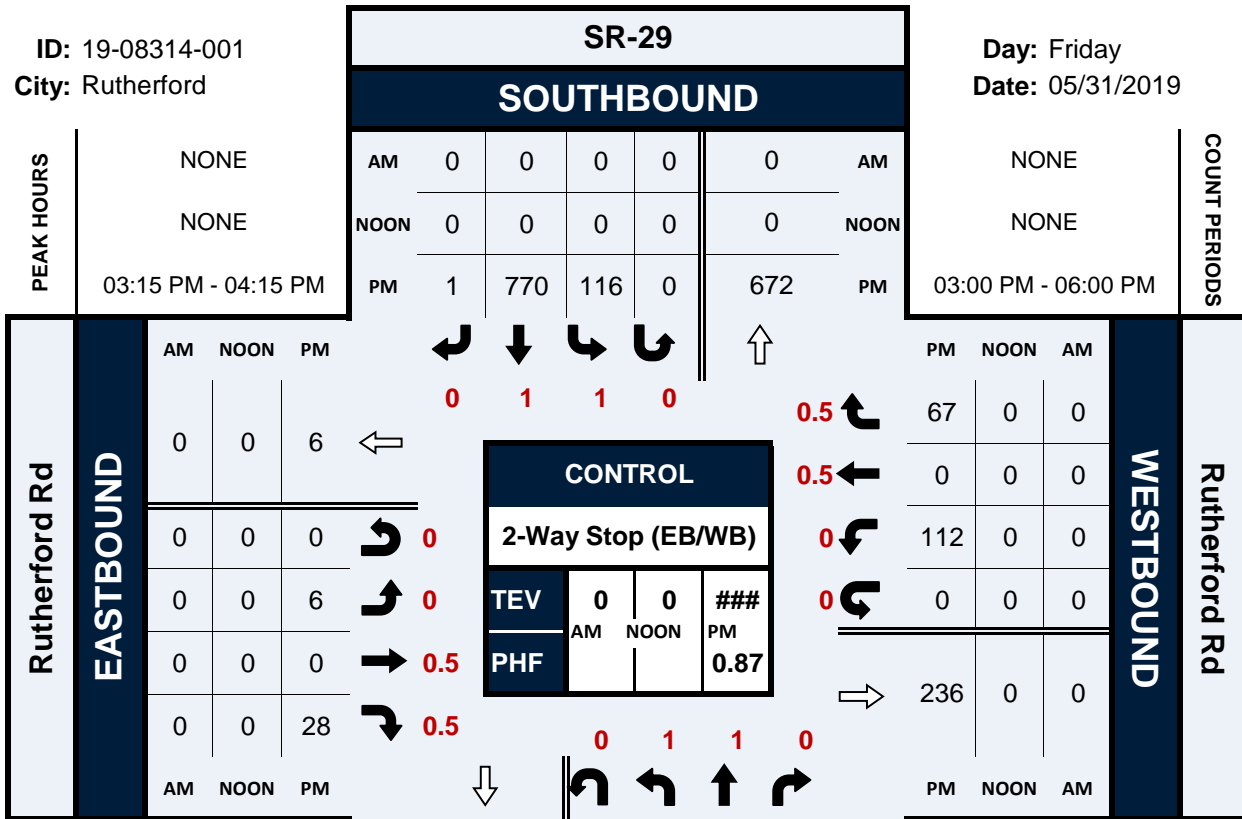 ID: 19-08314-001
City: Rutherford
SR-29
SOUTHBOUND
Day: Friday
Date: 05/31/2019
PEAK HOURS
NONE
NONE
03:15 PM - 04:15 PM
AM 0 0 0 0 0 AM
NOON 0 0 0 0 0 NOON
PM 1 770 116 0 672 PM
NONE
NONE
03:00 PM - 06:00 PM
COUNT PERIODS
0 1 1 0
Rutherford Rd
EASTBOUND
AM NOON PM
0 0 6
0 0 0 0
0 0 6 0
0 0 0 0.5
0 0 28 0.5
AM NOON PM
CONTROL
2-Way Stop (EB/WB)
TEV 0 0 ###
AM NOON PM
PHF 0.87
PM NOON AM
0.5 67 0 0
0.5 0 0 0
0 112 0 0
0 0 0 0
236 0 0
PM NOON AM
WESTBOUND
Rutherford Rd
0 1 1 0